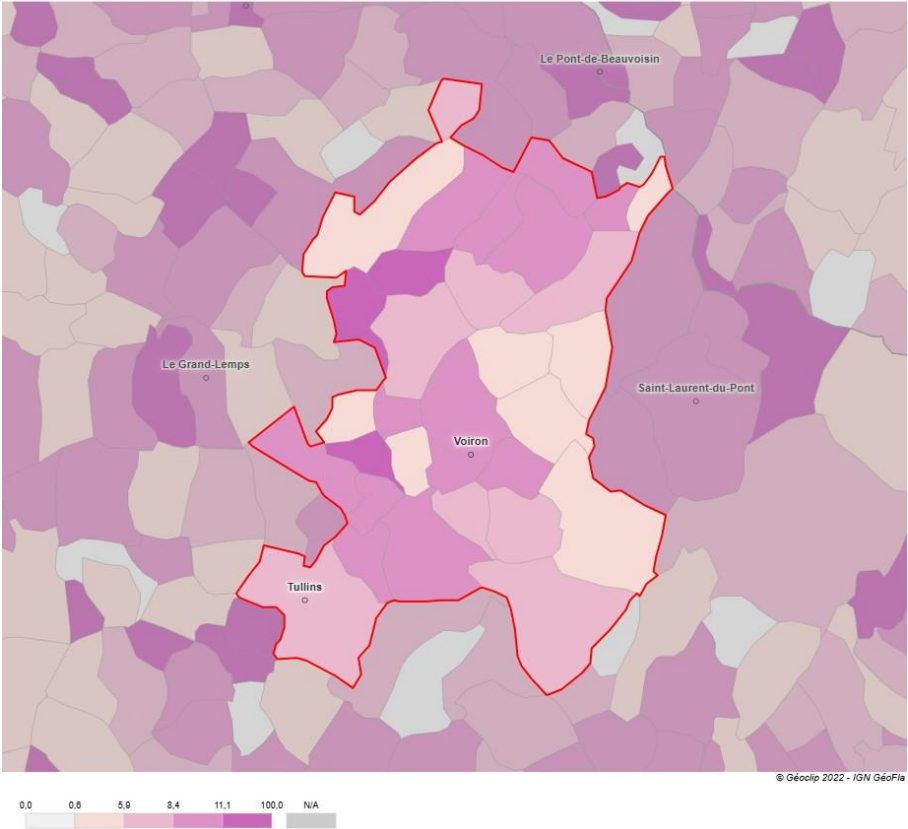 Le Pont-de-Beauvoisin
Le Grand-Lemps
Saint-Laurent-du-Pont
Voiron
Tullins
© Géoclip 2022 - IGN GéoFla
0,0 0,6 5,9 8,4 11,1 100,0 N/A